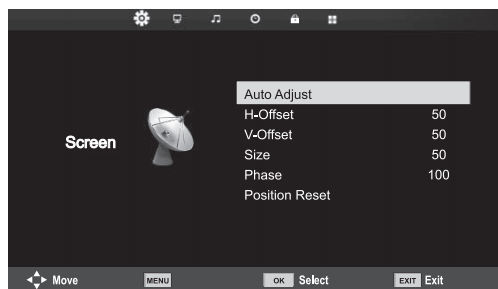 Screen
Auto Adjust
H-Offset 50
V-Offset 50
Size 50
Phase 100
Position Reset
Move MENU OK Select EXIT Exit